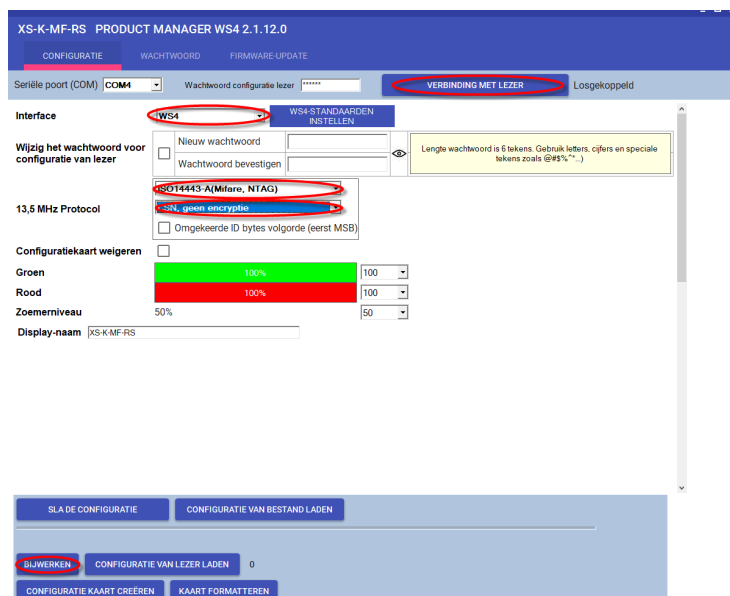 XS-K-MF-RS PRODUCT MANAGER WS4 2.1.12.0
CONFIGURATIE WACHTWOORD FIRMWARE-UPDATE
Seriële poort (COM) COM4 Wachtwoord configuratie lezer ****** VERBINDING MET LEZER Losgekoppeld
Interface WS4 WS4-STANDAARDEN INSTELLEN
Wijzig het wachtwoord voor configuratie van lezer
Nieuw wachtwoord
Wachtwoord bevestigen
Lengte wachtwoord is 6 tekens. Gebruik letters, cijfers en speciale
tekens zoals @#$%^*...)
13,5 MHz Protocol
ISO14443-A(Mifare, NTAG)
CSN, geen encryptie
Omgekeerde ID bytes volgorde (eerst MSB)
Configuratiekaart weigeren
Groen 100% 100
Rood 100% 100
Zoemerniveau 50% 50
Display-naam XS-K-MF-RS
SLA DE CONFIGURATIE CONFIGURATIE VAN BESTAND LADEN
BIJWERKEN CONFIGURATIE VAN LEZER LADEN 0
CONFIGURATIE KAART CREËREN KAART FORMATTEREN